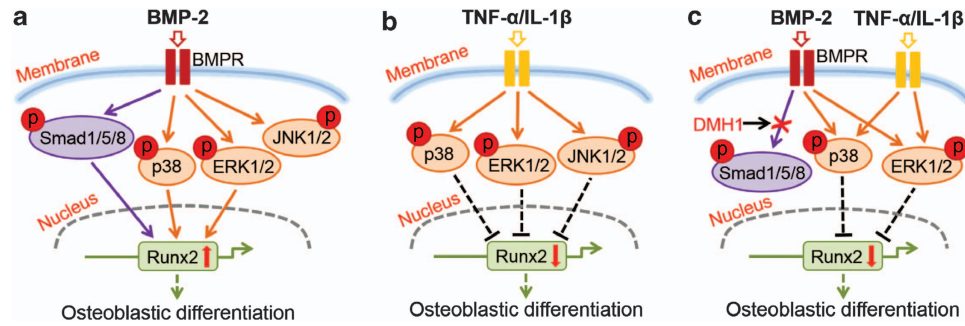 a
BMP-2
BMPR
Membrane
p
Smad1/5/8
p
p38
p
ERK1/2
p
JNK1/2
Nucleus
Runx2
Osteoblastic differentiation
b
TNF-α/IL-1β
Membrane
p
p38
p
ERK1/2
p
JNK1/2
Nucleus
Runx2
Osteoblastic differentiation
c
BMP-2 TNF-α/IL-1β
BMPR
Membrane
DMH1
p
Smad1/5/8
p
p38
p
ERK1/2
Nucleus
Runx2
Osteoblastic differentiation